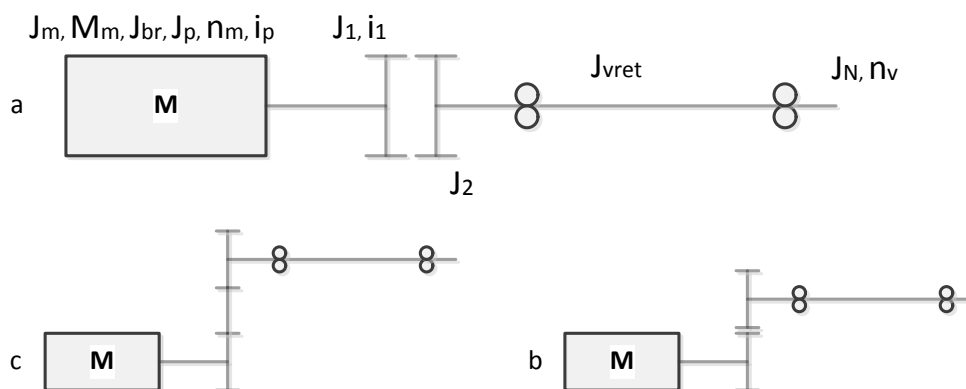 Jm, Mm, Jbr, Jp, nm, ip
J1, i1
Jvret
JN, nv
a
M
J2
c
M
b
M